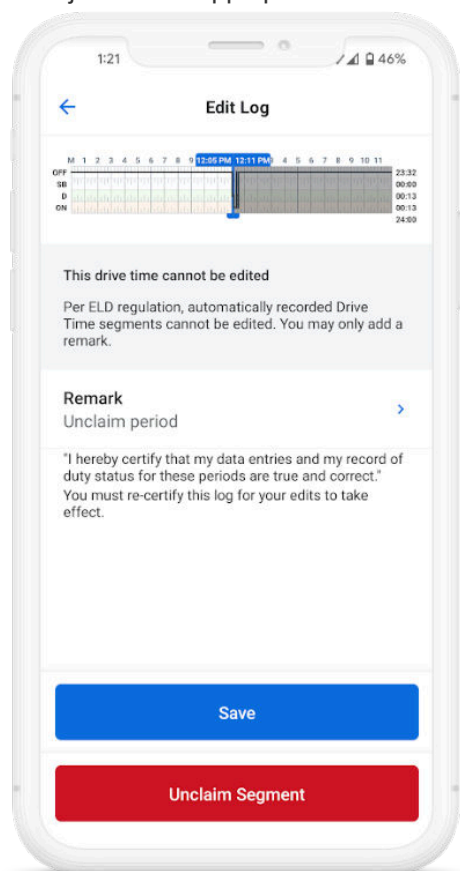 1:21 46%
Edit Log
M 1 2 3 4 5 6 7 8 9 12:05 PM 12:11 PM 4 5 6 7 8 9 10 11
OFF 23:32
SB 00:00
D 00:13
ON 00:13
24:00
This drive time cannot be edited
Per ELD regulation, automatically recorded Drive
Time segments cannot be edited. You may only add a
remark.
Remark
Unclaim period
"I hereby certify that my data entries and my record of
duty status for these periods are true and correct."
You must re-certify this log for your edits to take
effect.
Save
Unclaim Segment